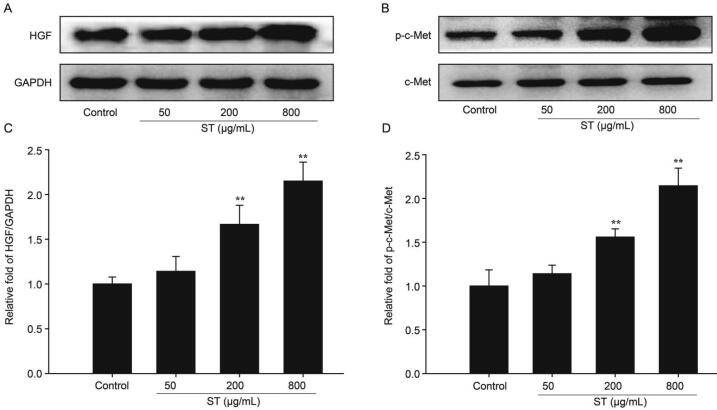 A
HGF
GAPDH
Control 50 200 800
ST (μg/mL)
B
p-c-Met
c-Met
Control 50 200 800
ST (μg/mL)
C
Relative fold of HGF/GAPDH
2.5
2.0
1.5
1.0
0.5
0.0
** **
Control 50 200 800
ST (μg/mL)
D
Relative fold of p-c-Met/c-Met
2.5
2.0
1.5
1.0
0.5
0.0
** **
Control 50 200 800
ST (μg/mL)